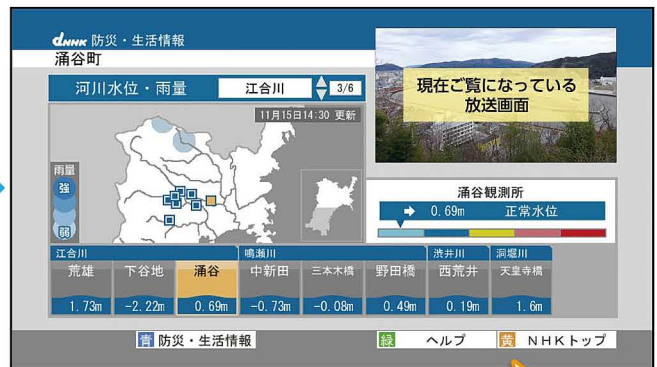 dNHK 防災・生活情報
涌谷町
河川水位・雨量 江合川 3/6
11月15日14:30 更新
雨量
強
弱
現在ご覧になっている
放送画面
涌谷観測所
0.69m 正常水位
江合川 鳴瀬川 渋井川 洞堀川
荒雄 下谷地 涌谷 中新田 三本木橋 野田橋 西荒井 天皇寺橋
1.73m -2.22m 0.69m -0.73m -0.08m 0.49m 0.19m 1.6m
青 防災・生活情報 緑 ヘルプ 黄 NHKトップ